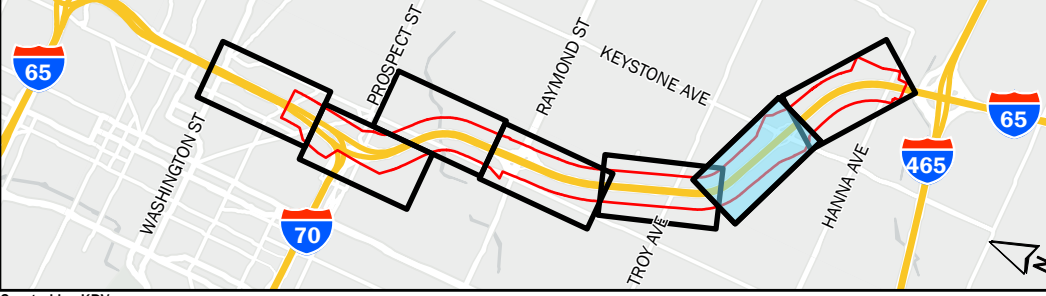 65
WASHINGTON ST
PROSPECT ST
70
RAYMOND ST
KEYSTONE AVE
TROY AVE
HANNA AVE
465
65